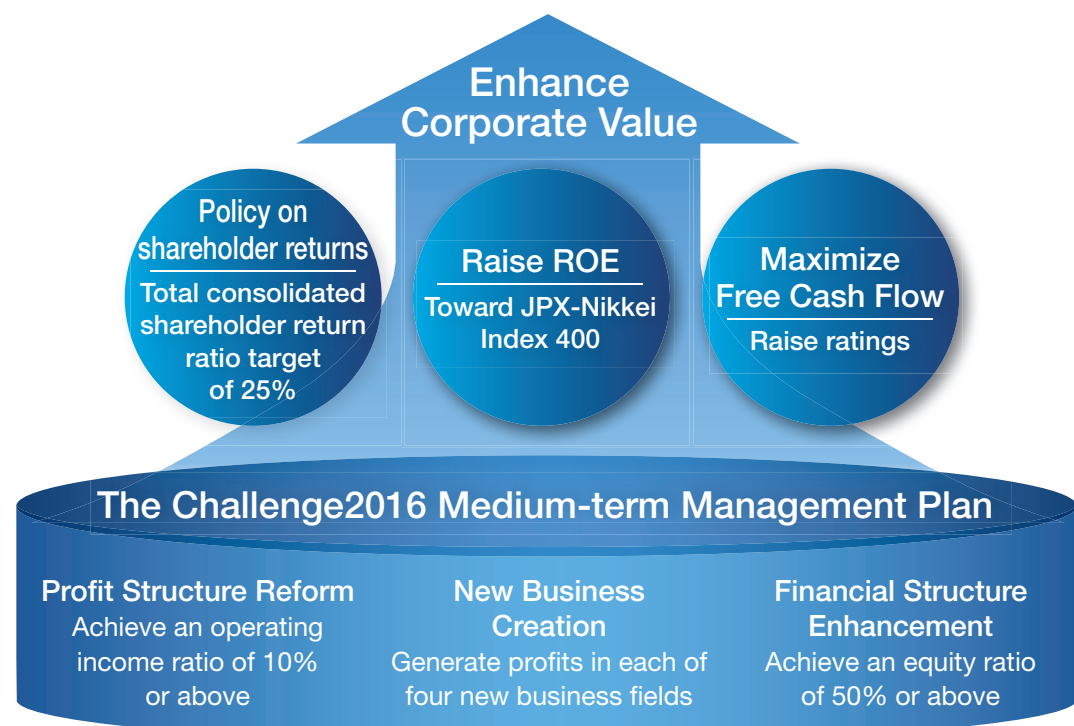 Enhance
Corporate Value
Policy on
shareholder returns
Total consolidated
shareholder return
ratio target
of 25%
Raise ROE
Toward JPX-Nikkei
Index 400
Maximize
Free Cash Flow
Raise ratings
The Challenge2016 Medium-term Management Plan
Profit Structure Reform
Achieve an operating
income ratio of 10%
or above
New Business
Creation
Generate profits in each of
four new business fields
Financial Structure
Enhancement
Achieve an equity ratio
of 50% or above